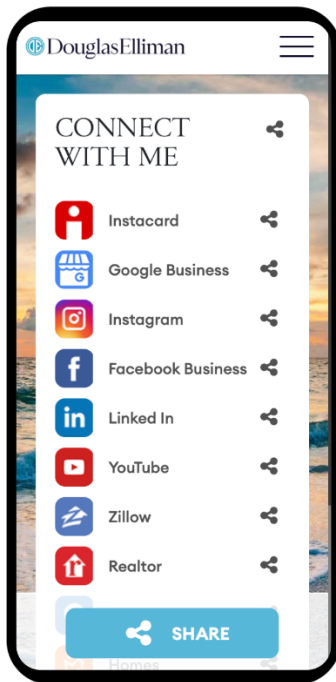 DouglasElliman
CONNECT
WITH ME
Instacard
Google Business
Instagram
Facebook Business
Linked In
YouTube
Zillow
Realtor
SHARE
Homes